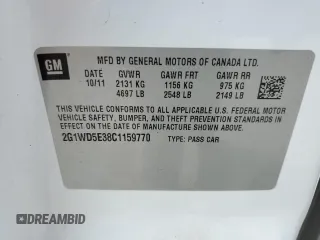 GM
MFD BY GENERAL MOTORS OF CANADA LTD.
DATE GVWR GAWR FRT GAWR RR
10/11 2131 KG 1156 KG 975 KG
4697 LB 2548 LB 2149 LB
THIS VEHICLE CONFORMS TO ALL APPLICABLE U.S. FEDERAL MOTOR
VEHICLE SAFETY, BUMPER, AND THEFT PREVENTION STANDARDS IN
EFFECT ON THE DATE OF MANUFACTURE SHOWN ABOVE.
2G1WD5E38C1159770
TYPE: PASS CAR
© AUTOBIDMASTER
DREAMBID